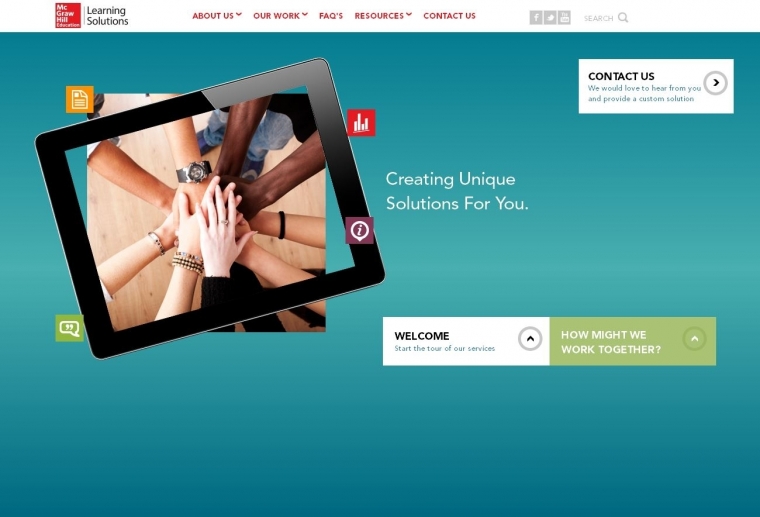 Mc
Graw
Hill
Education
Learning
Solutions
ABOUT US
OUR WORK
FAQ'S
RESOURCES
CONTACT US
f
You
SEARCH
CONTACT US
We would love to hear from you
and provide a custom solution
Creating Unique
Solutions For You.
WELCOME
Start the tour of our services
HOW MIGHT WE
WORK TOGETHER?